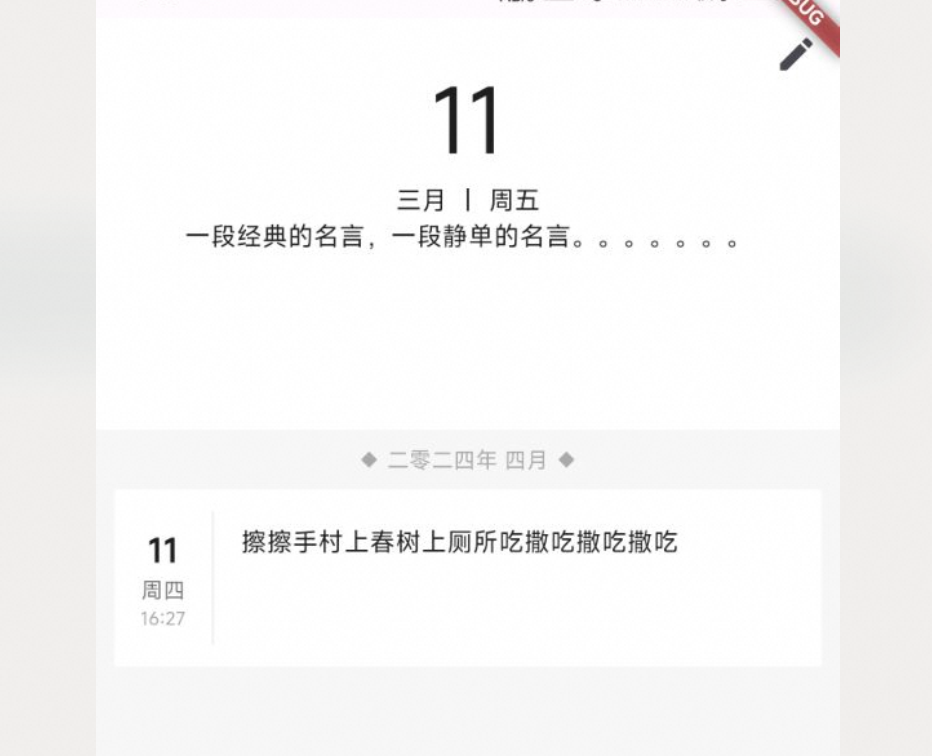 11
三月 | 周五
一段经典的名言，一段静单的名言。。。。。。。
◆ 二零二四年 四月 ◆
11
周四
16:27
擦擦手村上春树上厕所吃撒吃撒吃撒吃